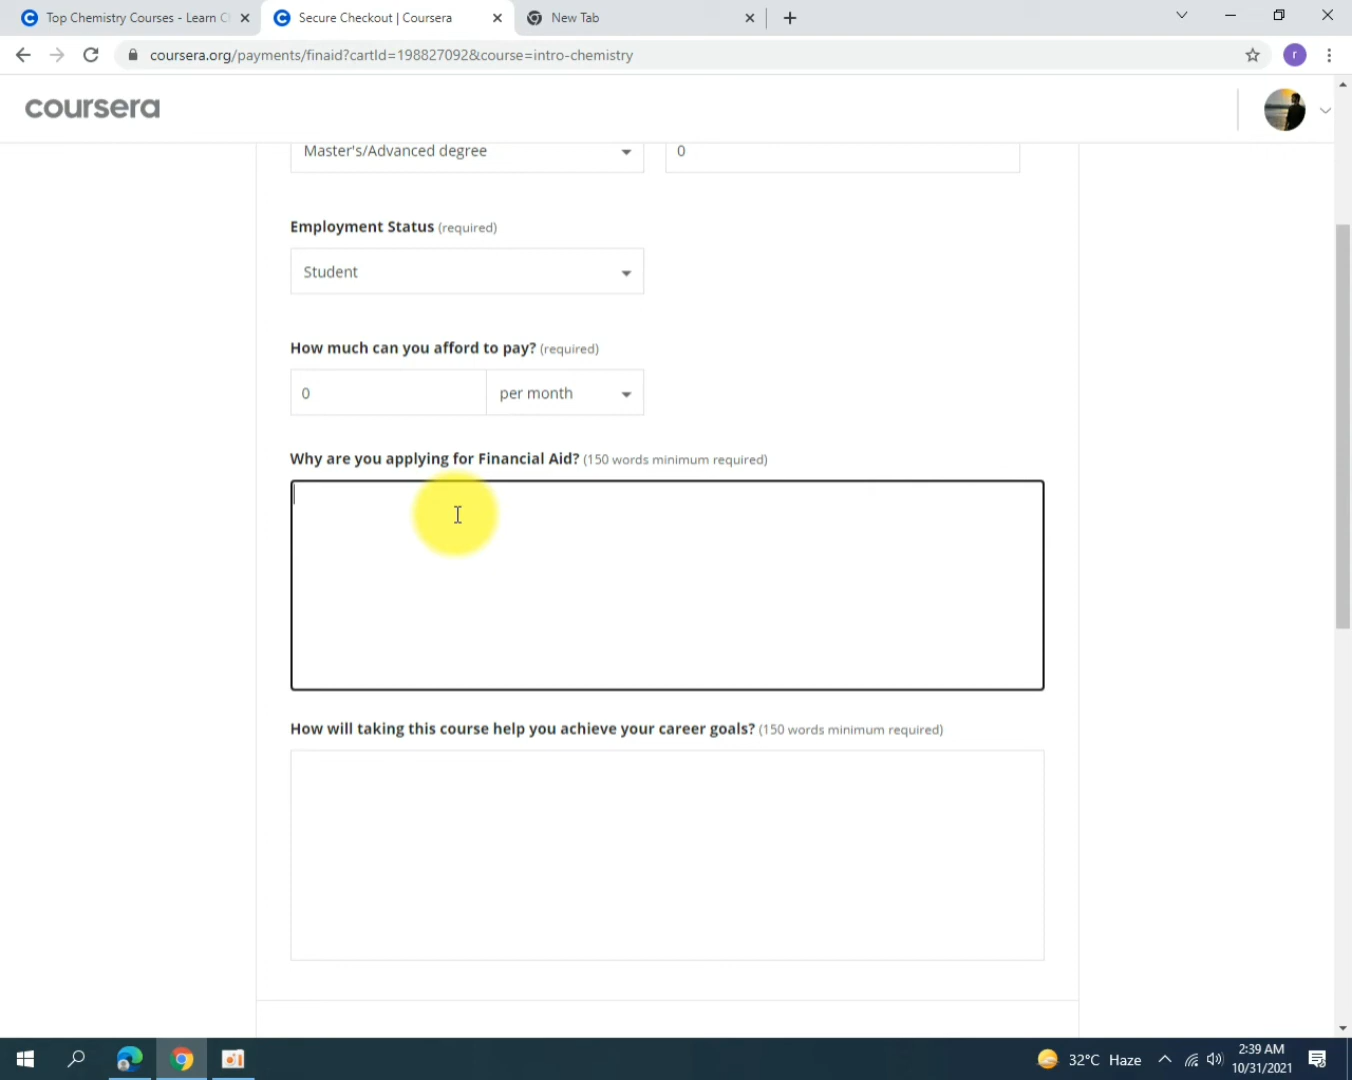 Top Chemistry Courses - Learn C
Secure Checkout | Coursera
New Tab
coursera.org/payments/finaid?cartId=198827092&course=intro-chemistry
r
coursera
Master's/Advanced degree
0
Employment Status (required)
Student
How much can you afford to pay? (required)
0
per month
Why are you applying for Financial Aid? (150 words minimum required)
How will taking this course help you achieve your career goals? (150 words minimum required)
32°C Haze
2:39 AM
10/31/2021